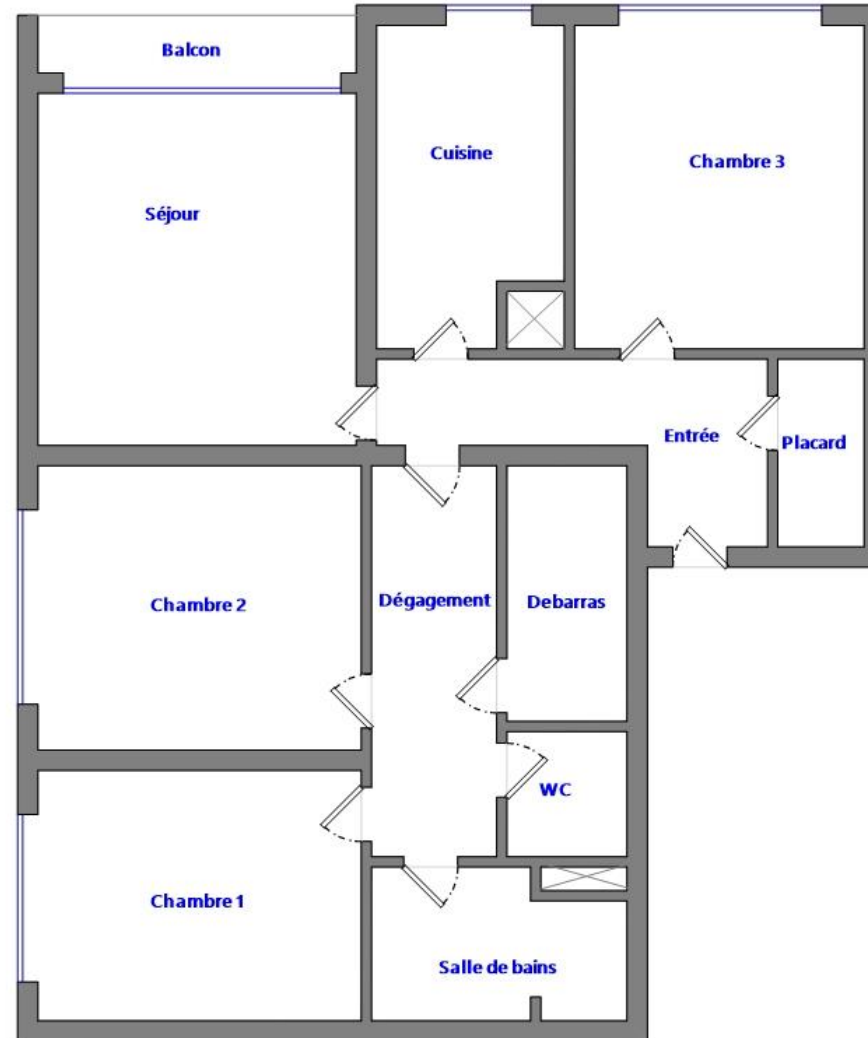 Balcon
Cuisine
Chambre 3
Séjour
Entrée
Placard
Chambre 2
Dégagement
Debarras
WC
Chambre 1
Salle de bains